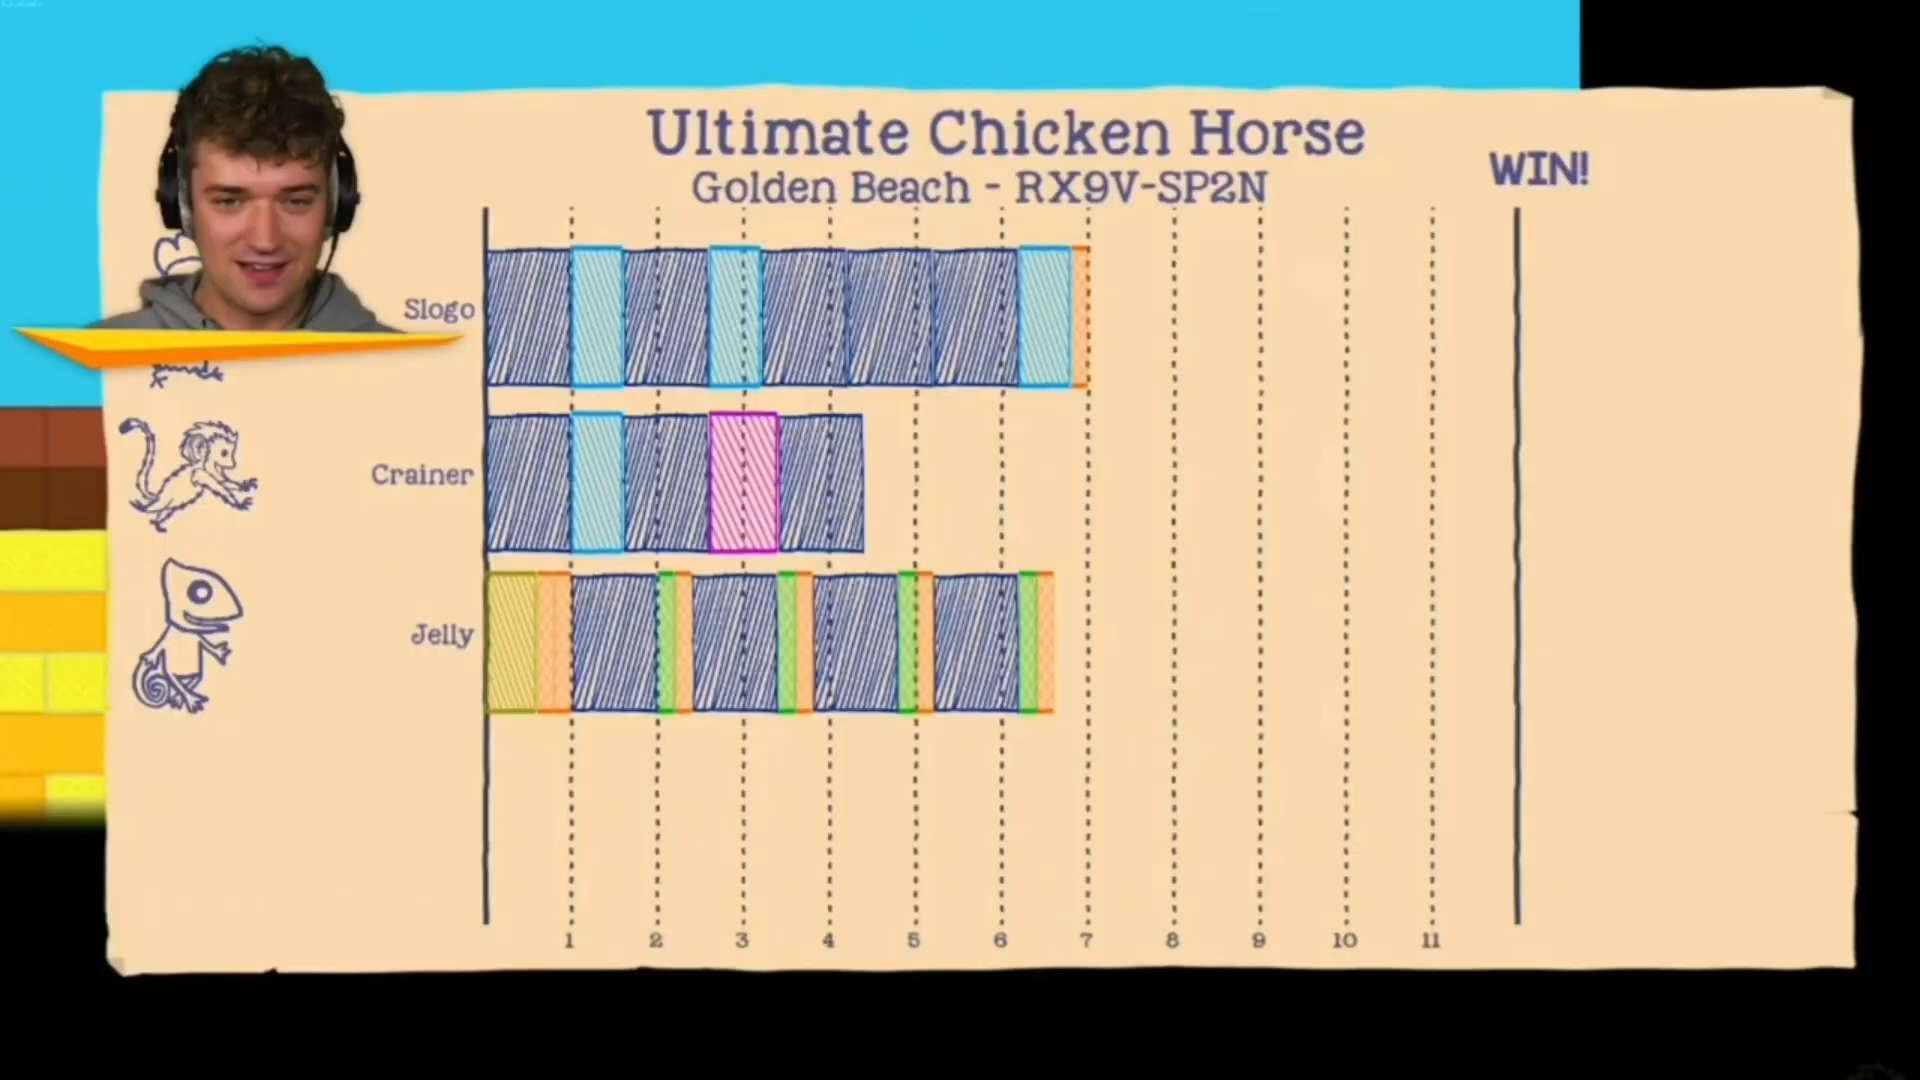 Ultimate Chicken Horse
Golden Beach - RX9V-SP2N
WIN!
Slogo
Crainer
Jelly
1 2 3 4 5 6 7 8 9 10 11